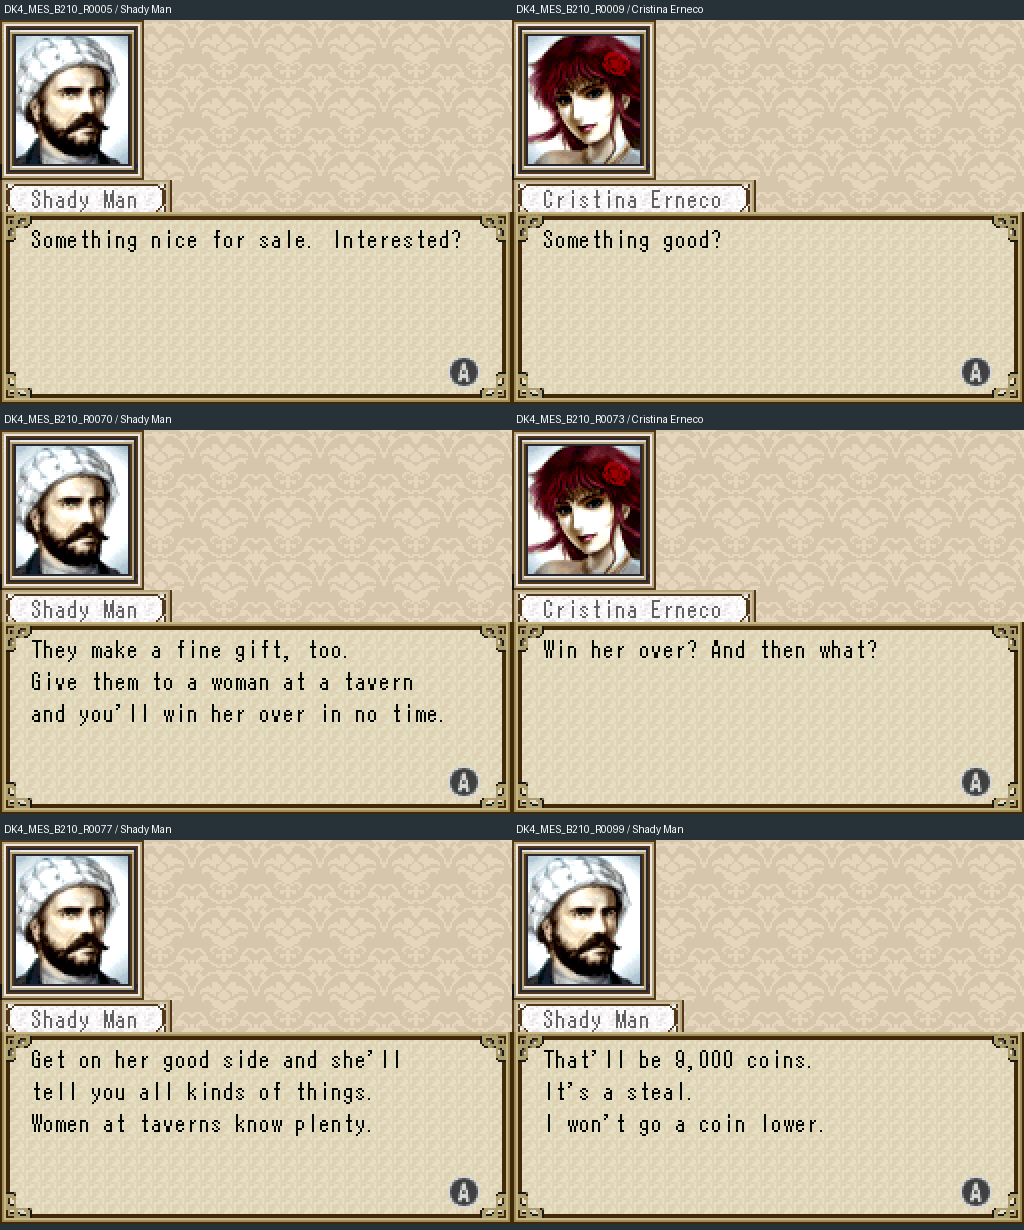 DK4_MES_B210_R0005 / Shady Man
Shady Man
Something nice for sale. Interested?
A
DK4_MES_B210_R0009 / Cristina Erneco
Cristina Erneco
Something good?
A
DK4_MES_B210_R0070 / Shady Man
Shady Man
They make a fine gift, too.
Give them to a woman at a tavern
and you'll win her over in no time.
A
DK4_MES_B210_R0073 / Cristina Erneco
Cristina Erneco
Win her over? And then what?
A
DK4_MES_B210_R0077 / Shady Man
Shady Man
Get on her good side and she'll
tell you all kinds of things.
Women at taverns know plenty.
A
DK4_MES_B210_R0099 / Shady Man
Shady Man
That'll be 9,000 coins.
It's a steal.
I won't go a coin lower.
A